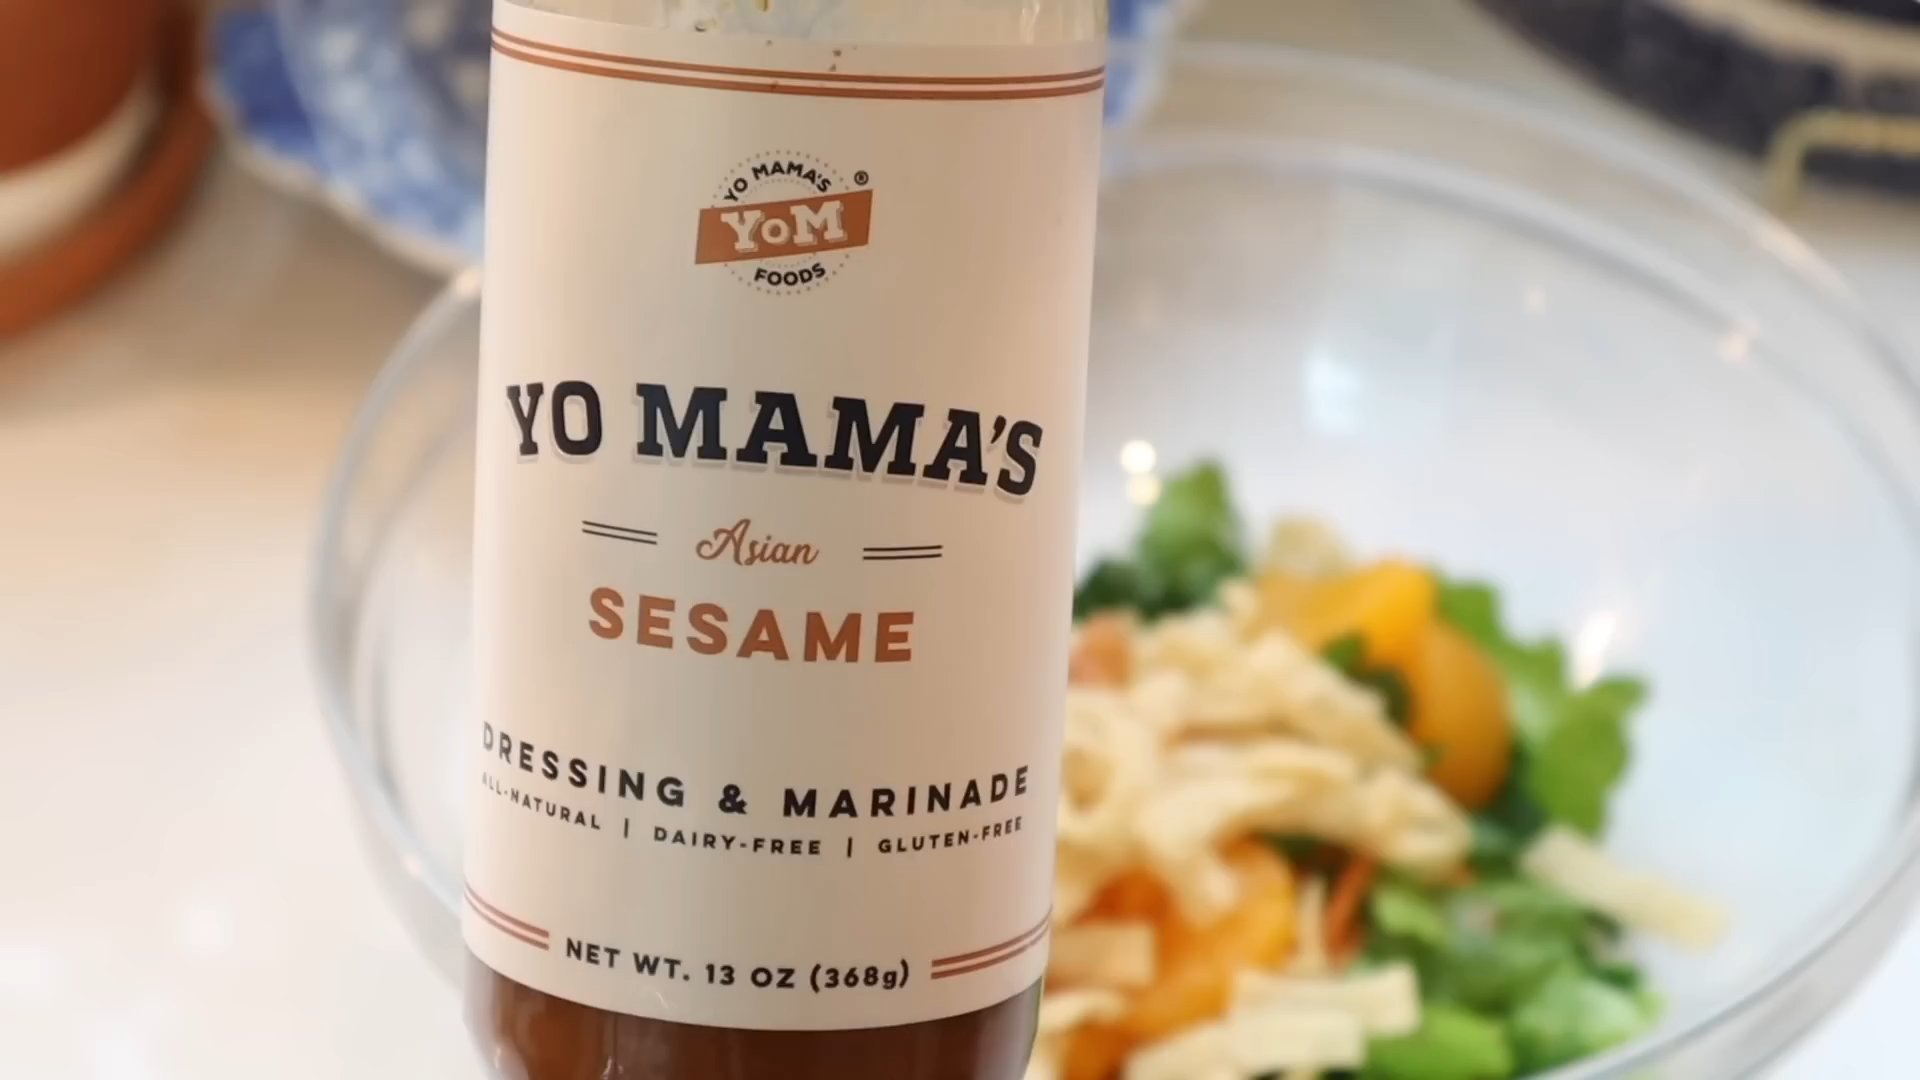 YO MAMA'S
YoM ®
FOODS
YO MAMA'S
Asian
SESAME
DRESSING & MARINADE
ALL-NATURAL | DAIRY-FREE | GLUTEN-FREE
NET WT. 13 OZ (368g)